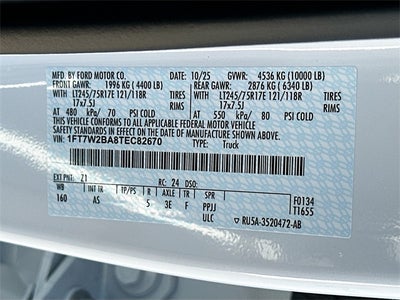 MFD. BY FORD MOTOR CO. 10/25 GVWR: 4536 KG (10000 LB)
FRONT GAWR: 1996 KG (4400 LB) REAR GAWR: 2876 KG (6340 LB)
LT245/75R17E 121/118R TIRES LT245/75R17E 121/118R TIRES
17x7.5J RIMS 17x7.5J RIMS
AT 480 kPa/ 70 PSI COLD AT 550 kPa/ 80 PSI COLD
THIS VEHICLE CONFORMS TO ALL APPLICABLE FEDERAL MOTOR
VEHICLE SAFETY STANDARDS IN EFFECT ON THE DATE OF
MANUFACTURE SHOWN ABOVE.
VIN: 1FT7W2BA8TEC82670 TYPE: Truck
EXT PNT: Z1 RC: 24 DSO:
WB INT TR TP/PS R AXLE TR SPR F0134
160 AS 5 3E F PPJJ T1655
ULC RU5A-3520472-AB